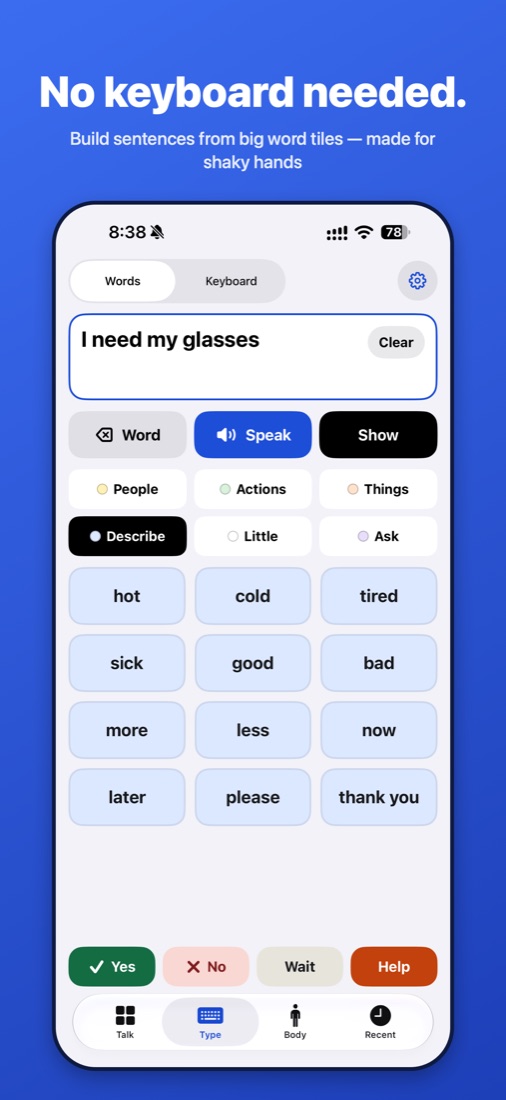 No keyboard needed.
Build sentences from big word tiles — made for
shaky hands
8:38
78
Words
Keyboard
I need my glasses
Clear
Word
Speak
Show
People
Actions
Things
Describe
Little
Ask
hot
cold
tired
sick
good
bad
more
less
now
later
please
thank you
Yes
No
Wait
Help
Talk
Type
Body
Recent